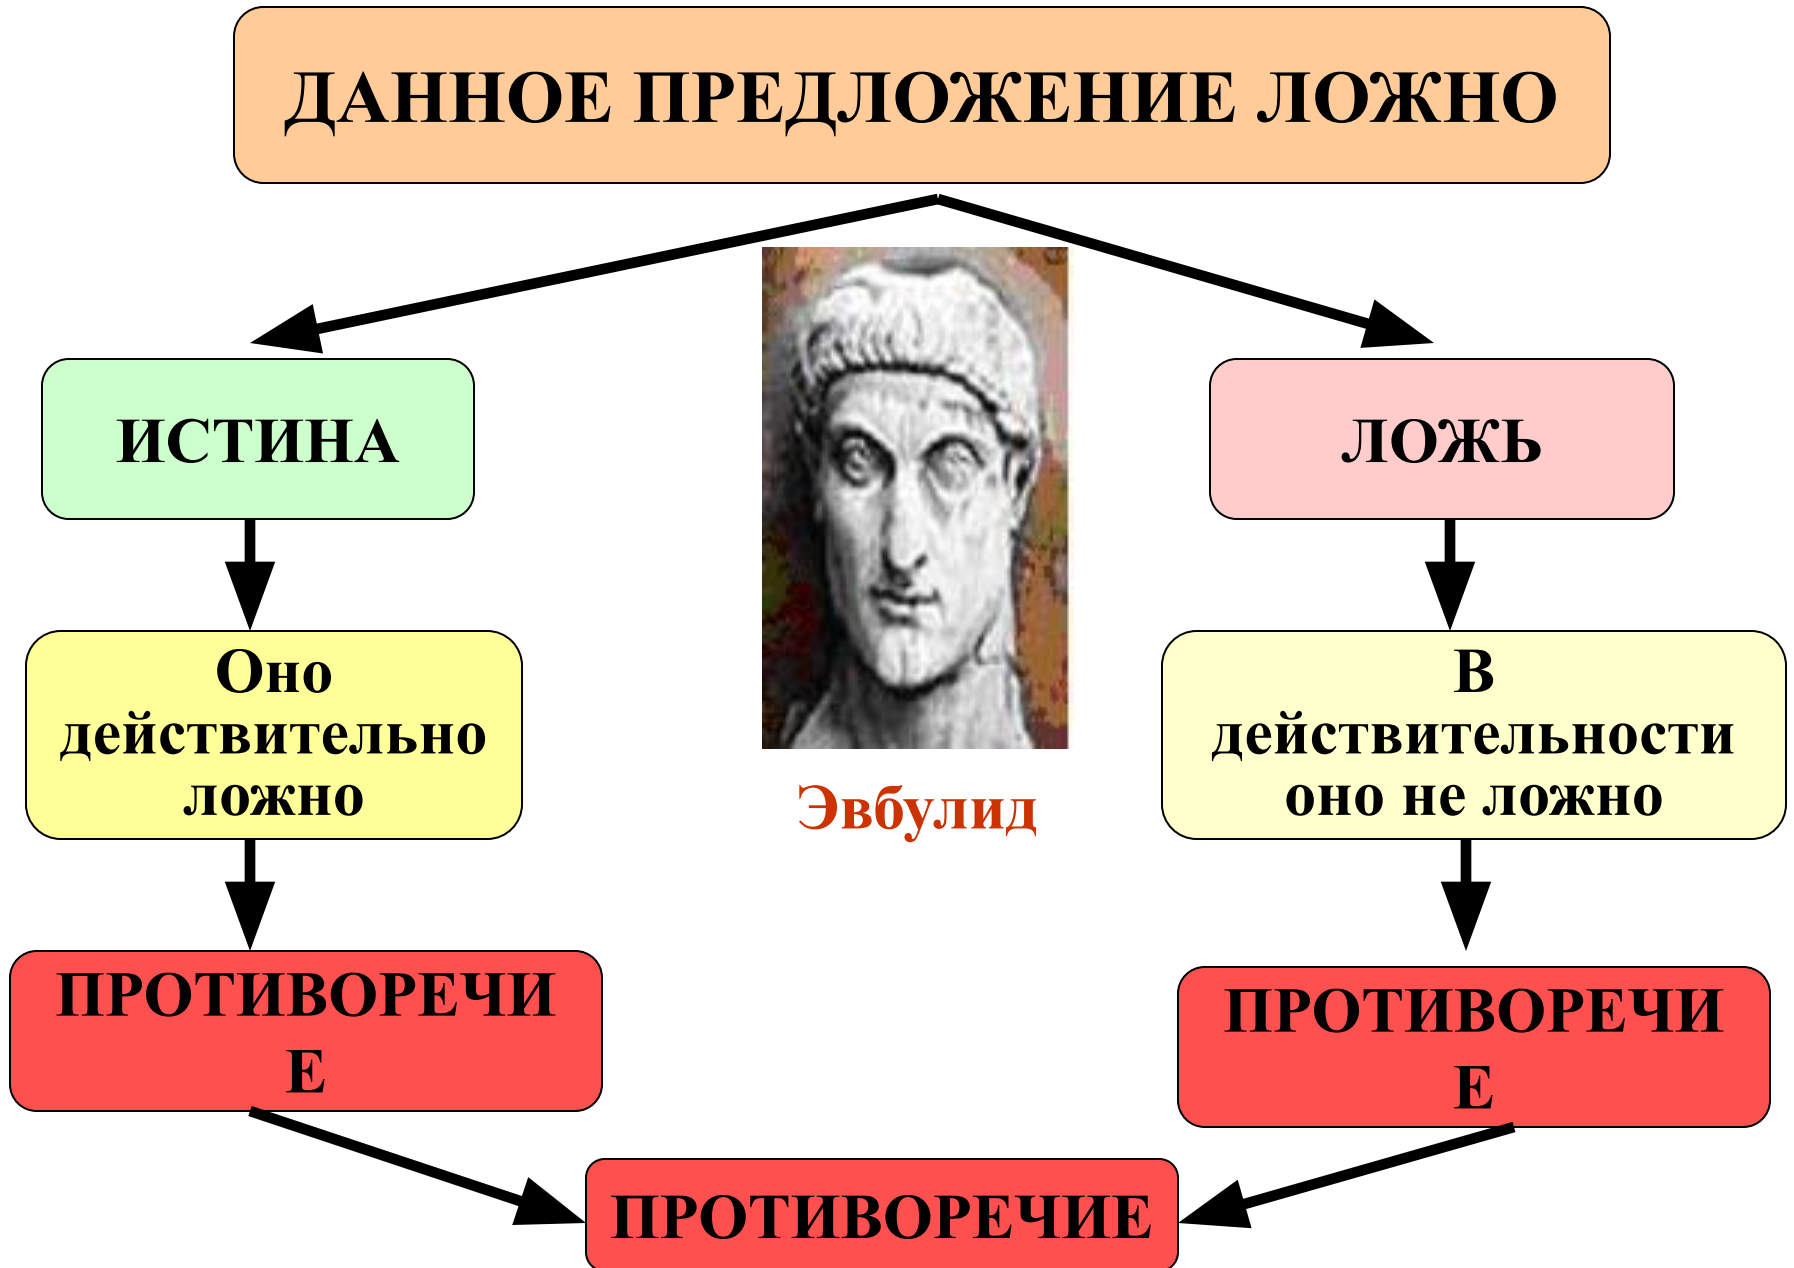 ДАННОЕ ПРЕДЛОЖЕНИЕ ЛОЖНО
ИСТИНА
ЛОЖЬ
Оно
действительно
ложно
В
действительности
оно не ложно
Эвбулид
ПРОТИВОРЕЧИ
Е
ПРОТИВОРЕЧИ
Е
ПРОТИВОРЕЧИЕ